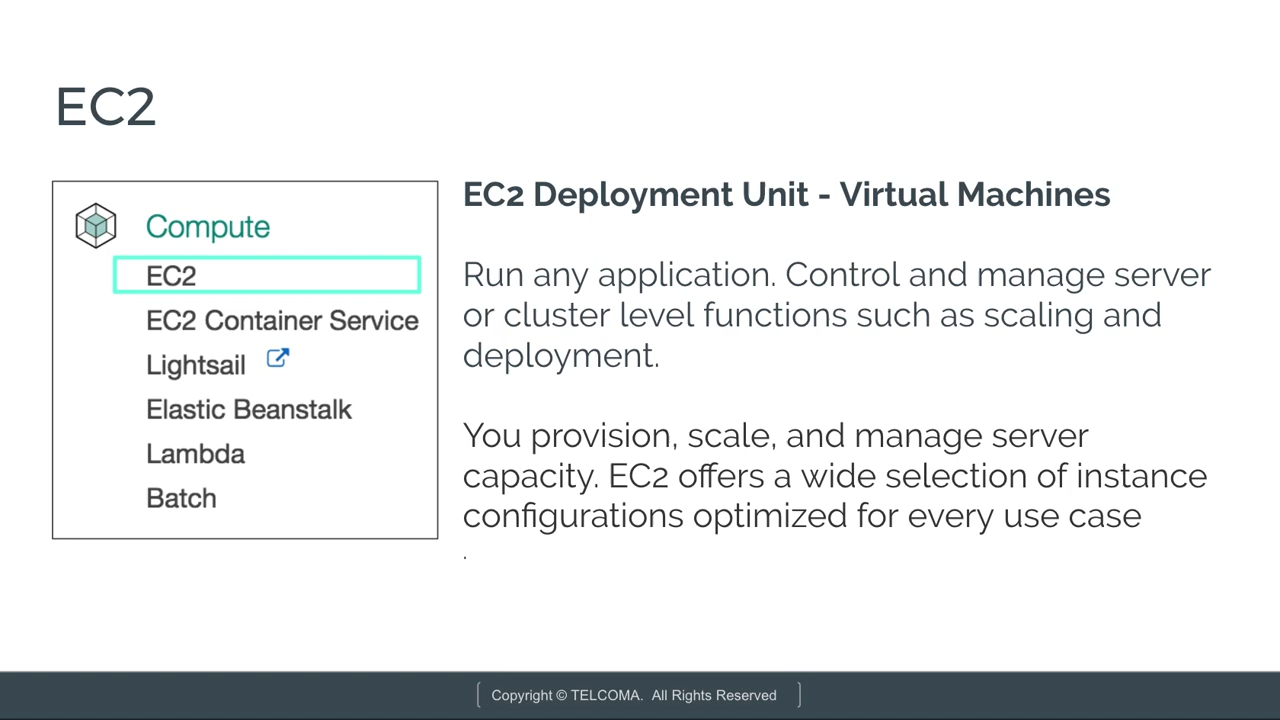 EC2
Compute
EC2
EC2 Container Service
Lightsail
Elastic Beanstalk
Lambda
Batch
EC2 Deployment Unit - Virtual Machines
Run any application. Control and manage server
or cluster level functions such as scaling and
deployment.
You provision, scale, and manage server
capacity. EC2 offers a wide selection of instance
configurations optimized for every use case
.
Copyright © TELCOMA. All Rights Reserved